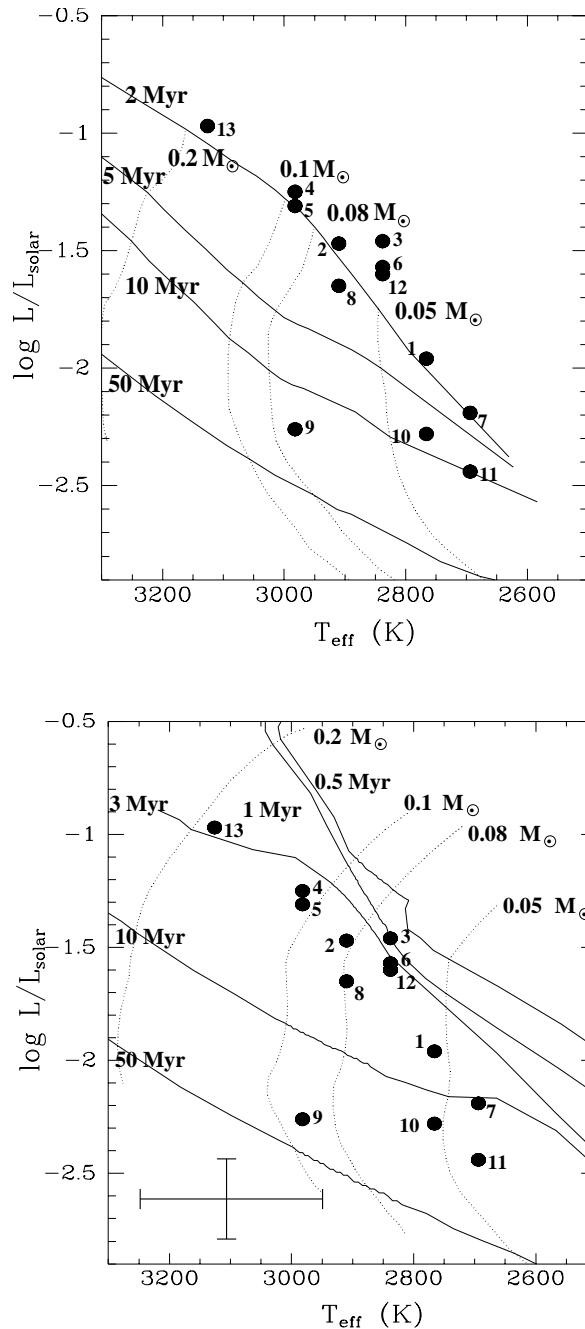 −0.5
2 Myr
−1
13
0.2 M⊙
0.1 M⊙
5 Myr
4
5
0.08 M⊙
−1.5
2
3
6
10 Myr
8
12
0.05 M⊙
log L/Lsolar
1
−2
50 Myr
7
9
10
11
−2.5
3200 3000 2800 2600
Teff (K)
−0.5
0.2 M⊙
0.5 Myr
3 Myr
1 Myr
0.1 M⊙
−1
13
0.08 M⊙
4
5
0.05 M⊙
10 Myr
2
3
−1.5
6
8
12
log L/Lsolar
1
−2
50 Myr
7
9
10
11
−2.5
3200 3000 2800 2600
Teff (K)